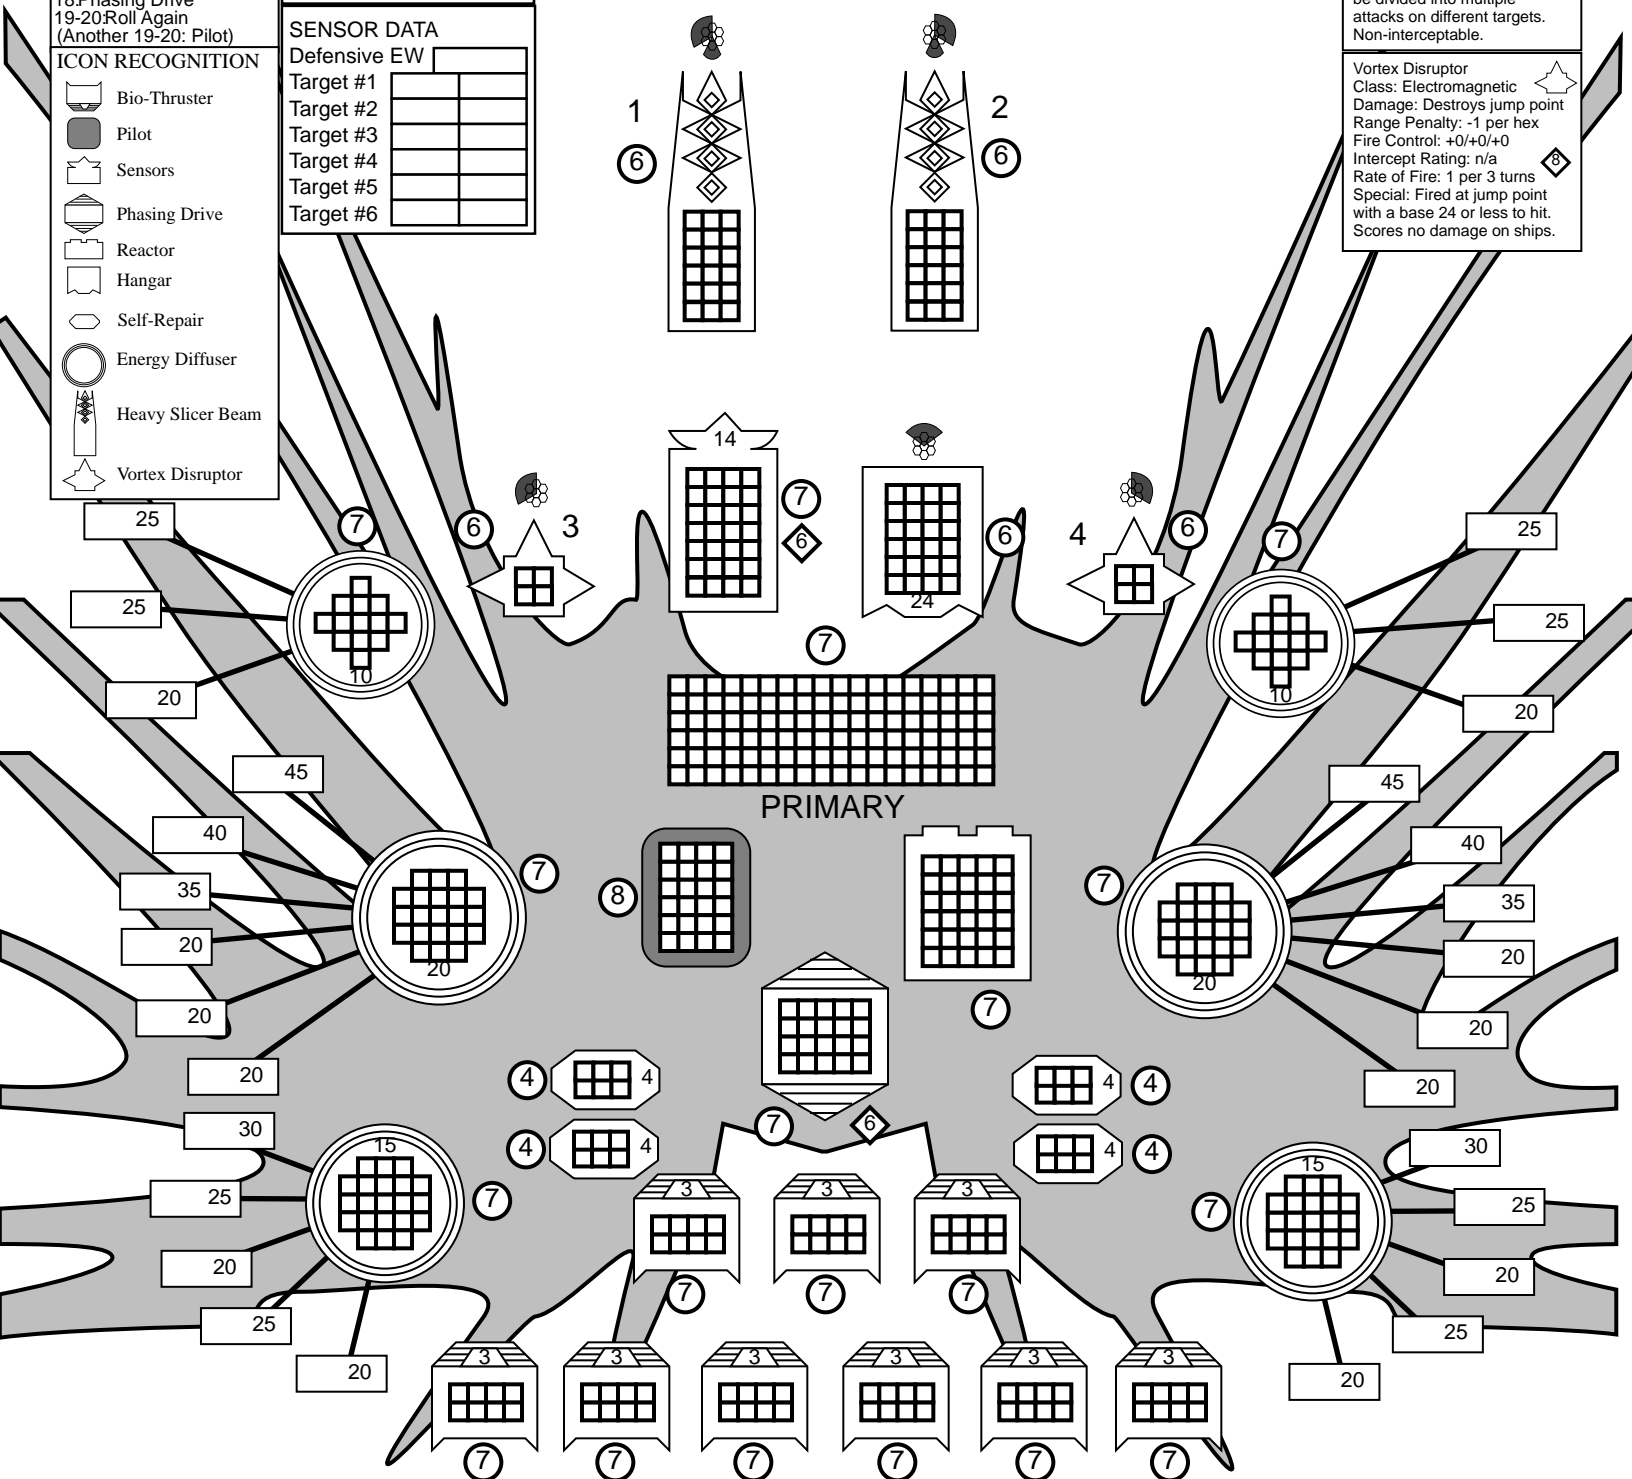 18:Phasing Drive
19-20:Roll Again
(Another 19-20: Pilot)
ICON RECOGNITION
Bio-Thruster
Pilot
Sensors
Phasing Drive
Reactor
Hangar
Self-Repair
Energy Diffuser
Heavy Slicer Beam
Vortex Disruptor
SENSOR DATA
Defensive EW
Target #1
Target #2
Target #3
Target #4
Target #5
Target #6
1
6
2
6
be divided into multiple
attacks on different targets.
Non-interceptable.
Vortex Disruptor
Class: Electromagnetic
Damage: Destroys jump point
Range Penalty: -1 per hex
Fire Control: +0/+0/+0
Intercept Rating: n/a
8
Rate of Fire: 1 per 3 turns
Special: Fired at jump point
with a base 24 or less to hit.
Scores no damage on ships.
14
7
6
24
6
6
3
4
6
7
25
25
20
10
7
25
25
20
10
7
PRIMARY
45
40
35
20
20
20
20
7
8
7
7
45
40
35
20
20
20
20
4
4
4
4
7
6
4
4
4
4
30
25
20
25
20
15
7
7
15
30
25
20
25
20
3
3
3
7
7
7
3
3
3
3
3
3
7
7
7
7
7
7